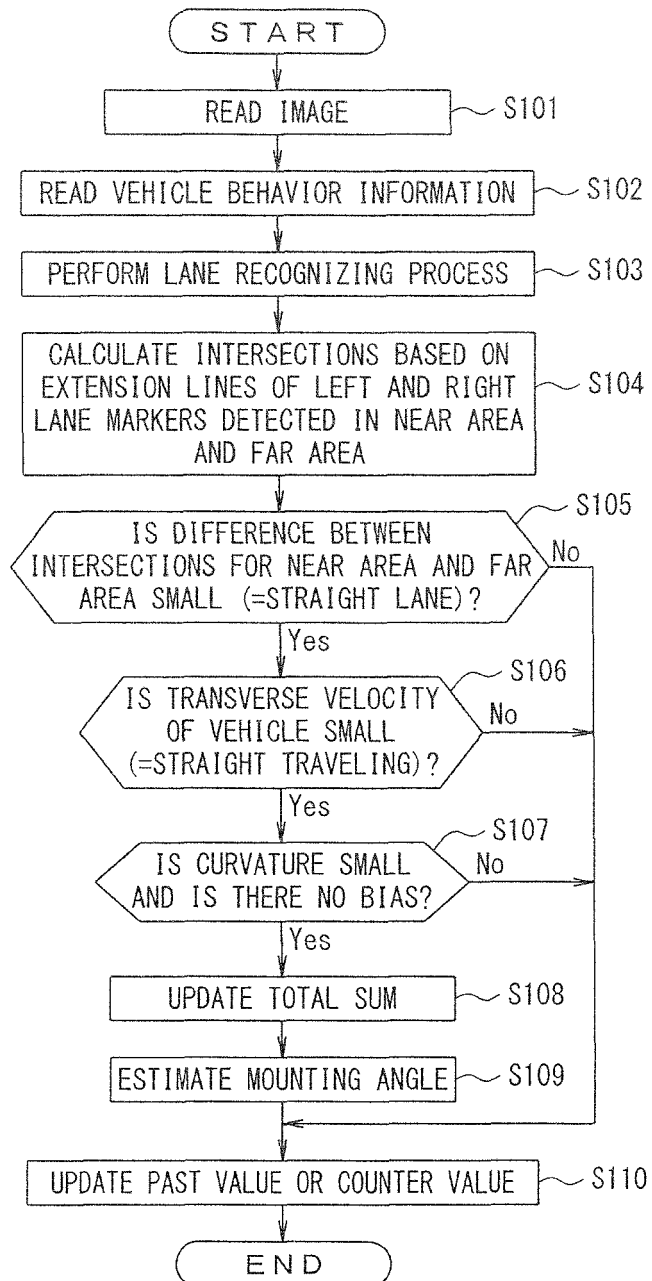 START
READ IMAGE
S101
READ VEHICLE BEHAVIOR INFORMATION
S102
PERFORM LANE RECOGNIZING PROCESS
S103
CALCULATE INTERSECTIONS BASED ON
EXTENSION LINES OF LEFT AND RIGHT
LANE MARKERS DETECTED IN NEAR AREA
AND FAR AREA
S104
S105
IS DIFFERENCE BETWEEN
INTERSECTIONS FOR NEAR AREA AND FAR
AREA SMALL (=STRAIGHT LANE)?
No
Yes
S106
IS TRANSVERSE VELOCITY
OF VEHICLE SMALL
(=STRAIGHT TRAVELING)?
No
Yes
S107
IS CURVATURE SMALL
AND IS THERE NO BIAS?
No
Yes
UPDATE TOTAL SUM
S108
ESTIMATE MOUNTING ANGLE
S109
UPDATE PAST VALUE OR COUNTER VALUE
S110
END